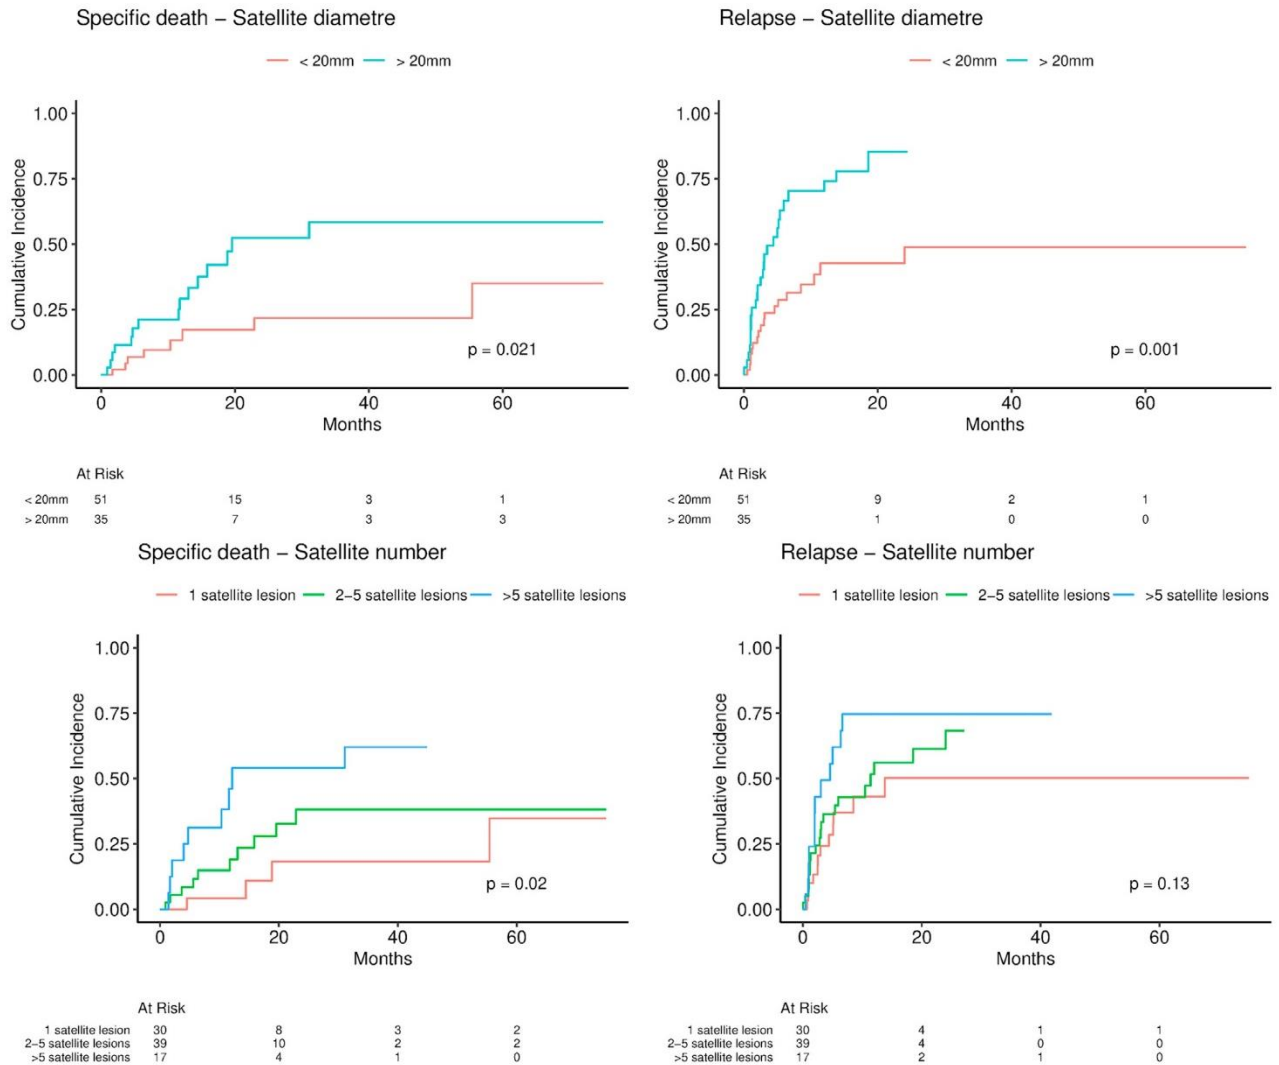 Specific death – Satellite diametre
< 20mm > 20mm
Cumulative Incidence
1.00
0.75
0.50
0.25
0.00
p = 0.021
0 20 40 60
Months
At Risk
< 20mm 51 15 3 1
> 20mm 35 7 3 3
Relapse – Satellite diametre
< 20mm > 20mm
Cumulative Incidence
1.00
0.75
0.50
0.25
0.00
p = 0.001
0 20 40 60
Months
At Risk
< 20mm 51 9 2 1
> 20mm 35 1 0 0
Specific death – Satellite number
1 satellite lesion 2–5 satellite lesions >5 satellite lesions
Cumulative Incidence
1.00
0.75
0.50
0.25
0.00
p = 0.02
0 20 40 60
Months
At Risk
1 satellite lesion 30 8 3 2
2–5 satellite lesions 39 10 2 2
>5 satellite lesions 17 4 1 0
Relapse – Satellite number
1 satellite lesion 2–5 satellite lesions >5 satellite lesions
Cumulative Incidence
1.00
0.75
0.50
0.25
0.00
p = 0.13
0 20 40 60
Months
At Risk
1 satellite lesion 30 4 1 1
2–5 satellite lesions 39 4 0 0
>5 satellite lesions 17 2 1 0